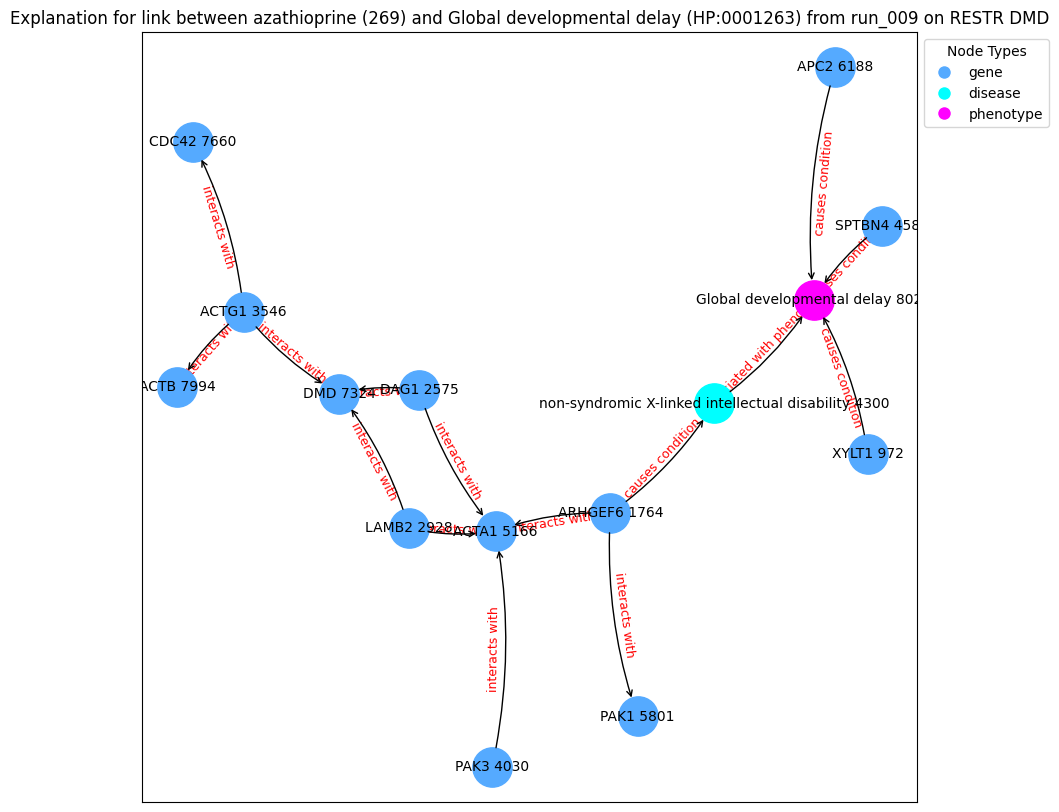 Explanation for link between azathioprine (269) and Global developmental delay (HP:0001263) from run_009 on RESTR DMD
Node Types
gene
disease
phenotype
APC2 6188
CDC42 7660
causes condition
interacts with
SPTBN4 458
Global developmental delay 802
ACTG1 3546
interacts with
causes condition
ACTB 7994
DMD 7324
DAG1 2575
non-syndromic X-linked intellectual disability 4300
interacts with
interacts with
causes condition
XYLT1 972
LAMB2 2928
ACTA1 5166
ARHGEF6 1764
interacts with
interacts with
PAK1 5801
PAK3 4030